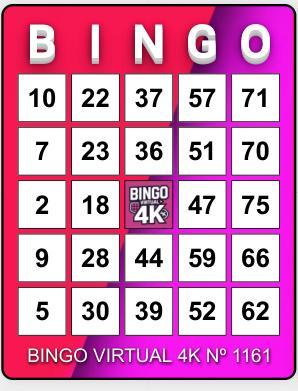 B I N G O
10 22 37 57 71
7 23 36 51 70
2 18 BINGO VIRTUAL 4K 47 75
9 28 44 59 66
5 30 39 52 62
BINGO VIRTUAL 4K Nº 1161